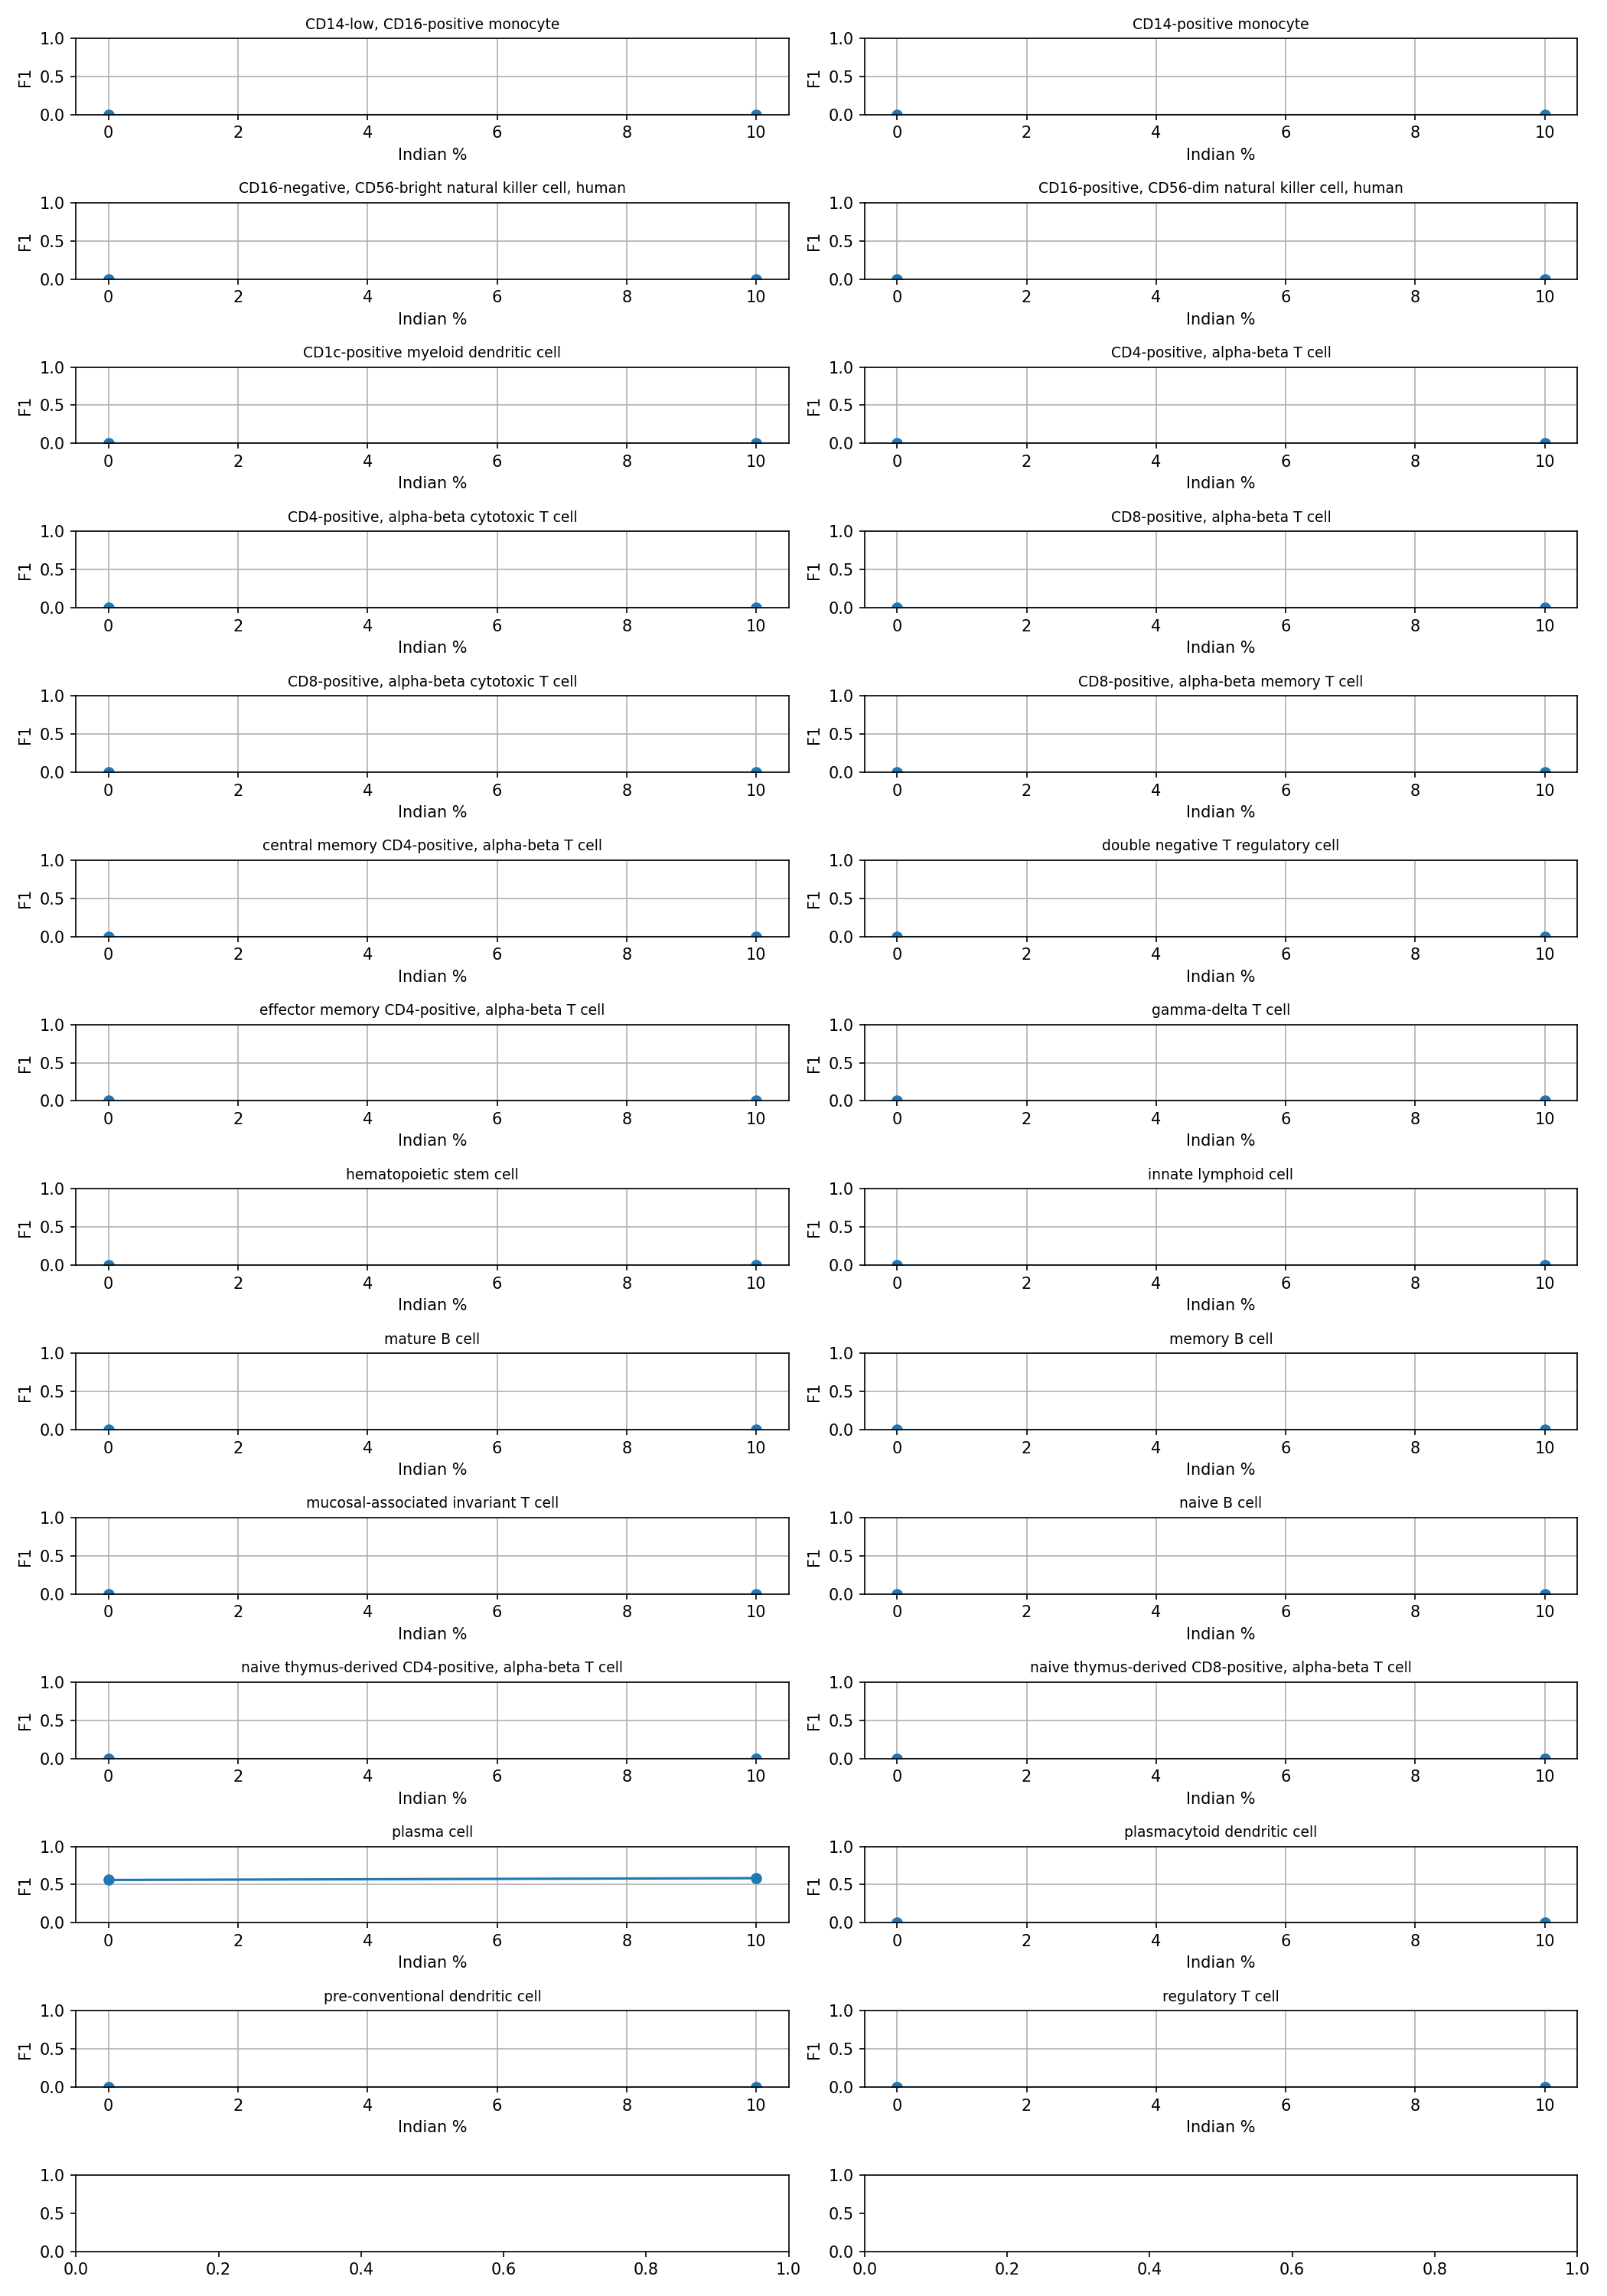 CD14-low, CD16-positive monocyte
1.0
0.5
0.0
F1
0 2 4 6 8 10
Indian %
CD14-positive monocyte
1.0
0.5
0.0
F1
0 2 4 6 8 10
Indian %
CD16-negative, CD56-bright natural killer cell, human
1.0
0.5
0.0
F1
0 2 4 6 8 10
Indian %
CD16-positive, CD56-dim natural killer cell, human
1.0
0.5
0.0
F1
0 2 4 6 8 10
Indian %
CD1c-positive myeloid dendritic cell
1.0
0.5
0.0
F1
0 2 4 6 8 10
Indian %
CD4-positive, alpha-beta T cell
1.0
0.5
0.0
F1
0 2 4 6 8 10
Indian %
CD4-positive, alpha-beta cytotoxic T cell
1.0
0.5
0.0
F1
0 2 4 6 8 10
Indian %
CD8-positive, alpha-beta T cell
1.0
0.5
0.0
F1
0 2 4 6 8 10
Indian %
CD8-positive, alpha-beta cytotoxic T cell
1.0
0.5
0.0
F1
0 2 4 6 8 10
Indian %
CD8-positive, alpha-beta memory T cell
1.0
0.5
0.0
F1
0 2 4 6 8 10
Indian %
central memory CD4-positive, alpha-beta T cell
1.0
0.5
0.0
F1
0 2 4 6 8 10
Indian %
double negative T regulatory cell
1.0
0.5
0.0
F1
0 2 4 6 8 10
Indian %
effector memory CD4-positive, alpha-beta T cell
1.0
0.5
0.0
F1
0 2 4 6 8 10
Indian %
gamma-delta T cell
1.0
0.5
0.0
F1
0 2 4 6 8 10
Indian %
hematopoietic stem cell
1.0
0.5
0.0
F1
0 2 4 6 8 10
Indian %
innate lymphoid cell
1.0
0.5
0.0
F1
0 2 4 6 8 10
Indian %
mature B cell
1.0
0.5
0.0
F1
0 2 4 6 8 10
Indian %
memory B cell
1.0
0.5
0.0
F1
0 2 4 6 8 10
Indian %
mucosal-associated invariant T cell
1.0
0.5
0.0
F1
0 2 4 6 8 10
Indian %
naive B cell
1.0
0.5
0.0
F1
0 2 4 6 8 10
Indian %
naive thymus-derived CD4-positive, alpha-beta T cell
1.0
0.5
0.0
F1
0 2 4 6 8 10
Indian %
naive thymus-derived CD8-positive, alpha-beta T cell
1.0
0.5
0.0
F1
0 2 4 6 8 10
Indian %
plasma cell
1.0
0.5
0.0
F1
0 2 4 6 8 10
Indian %
plasmacytoid dendritic cell
1.0
0.5
0.0
F1
0 2 4 6 8 10
Indian %
pre-conventional dendritic cell
1.0
0.5
0.0
F1
0 2 4 6 8 10
Indian %
regulatory T cell
1.0
0.5
0.0
F1
0 2 4 6 8 10
Indian %
1.0
0.5
0.0
0.0 0.2 0.4 0.6 0.8 1.0
1.0
0.5
0.0
0.0 0.2 0.4 0.6 0.8 1.0